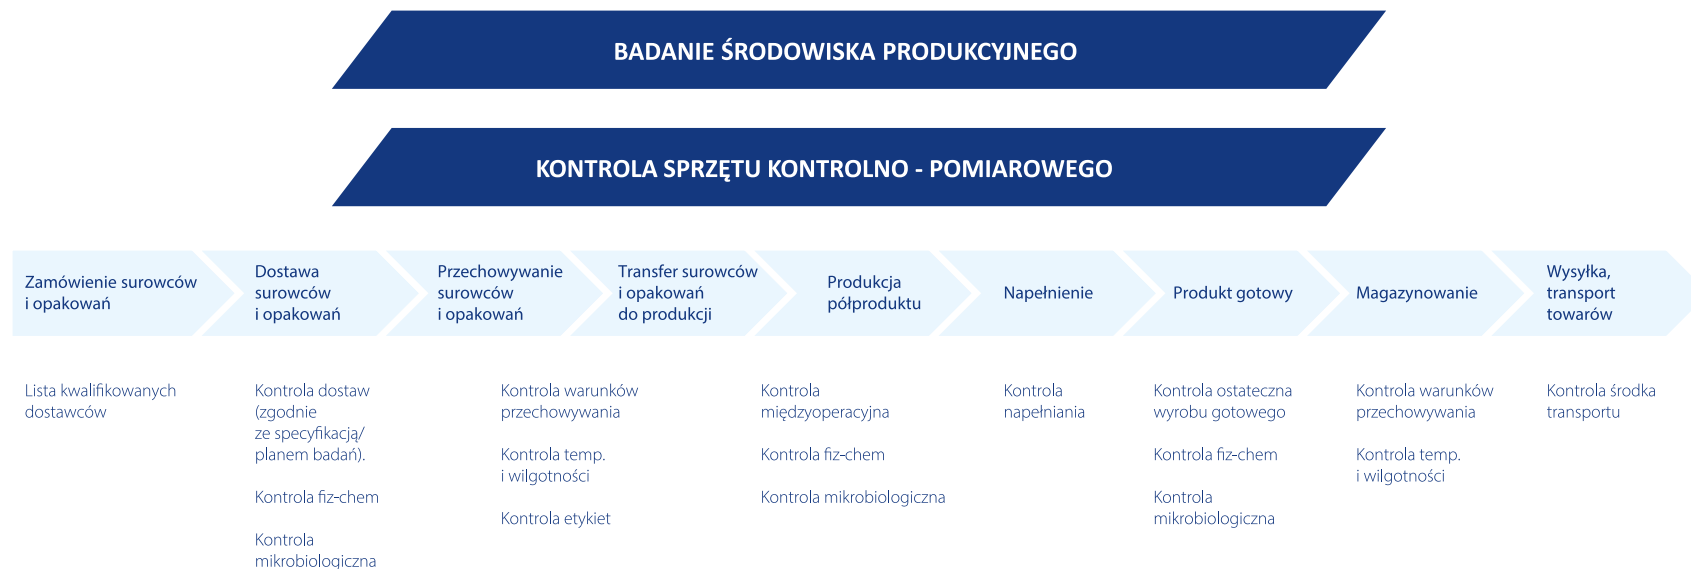 BADANIE ŚRODOWISKA PRODUKCYJNEGO
KONTROLA SPRZĘTU KONTROLNO - POMIAROWEGO
Zamówienie surowców
i opakowań
Dostawa
surowców
i opakowań
Przechowywanie
surowców
i opakowań
Transfer surowców
i opakowań
do produkcji
Produkcja
półproduktu
Napełnienie
Produkt gotowy
Magazynowanie
Wysyłka,
transport
towarów
Lista kwalifikowanych
dostawców
Kontrola dostaw
(zgodnie
ze specyfikacją/
planem badań).
Kontrola fiz-chem
Kontrola
mikrobiologiczna
Kontrola warunków
przechowywania
Kontrola temp.
i wilgotności
Kontrola etykiet
Kontrola
międzyoperacyjna
Kontrola fiz-chem
Kontrola mikrobiologiczna
Kontrola
napełniania
Kontrola ostateczna
wyrobu gotowego
Kontrola fiz-chem
Kontrola
mikrobiologiczna
Kontrola warunków
przechowywania
Kontrola temp.
i wilgotności
Kontrola środka
transportu